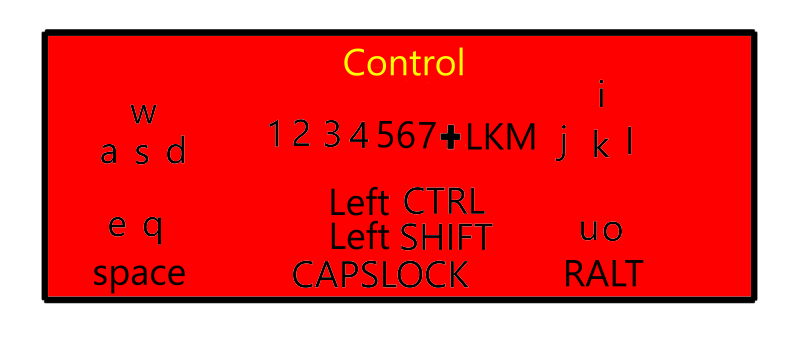 Control
i
w
1 2 3 4 567+LKM
j k l
a s d
Left CTRL
e q
Left SHIFT
uo
space
CAPSLOCK
RALT